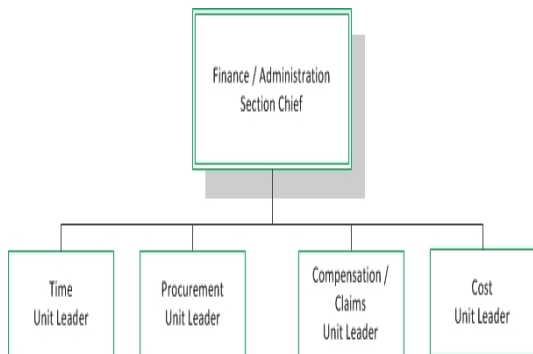 Finance / Administration
Section Chief
Time
Unit Leader
Procurement
Unit Leader
Compensation /
Claims
Unit Leader
Cost
Unit Leader